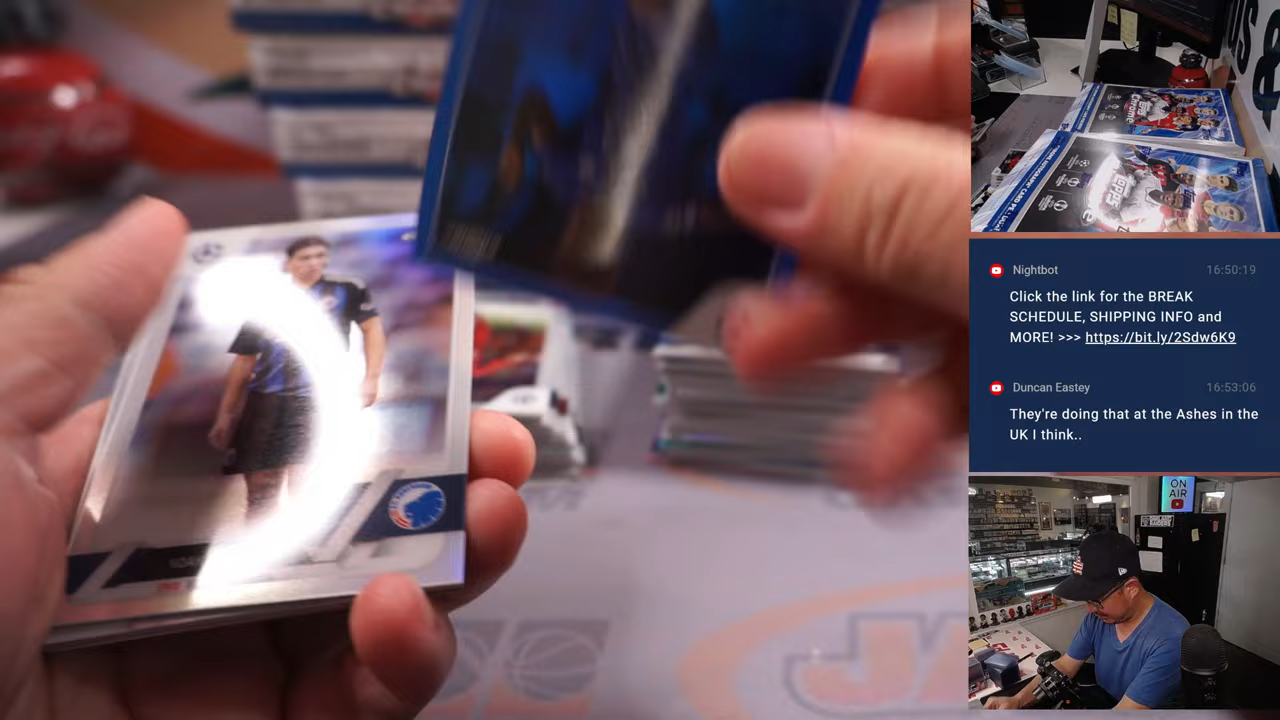 Nightbot
16:50:19
Click the link for the BREAK
SCHEDULE, SHIPPING INFO and
MORE! >>> https://bit.ly/2Sdw6K9
Duncan Eastey
16:53:06
They're doing that at the Ashes in the
UK I think..
ON
AIR